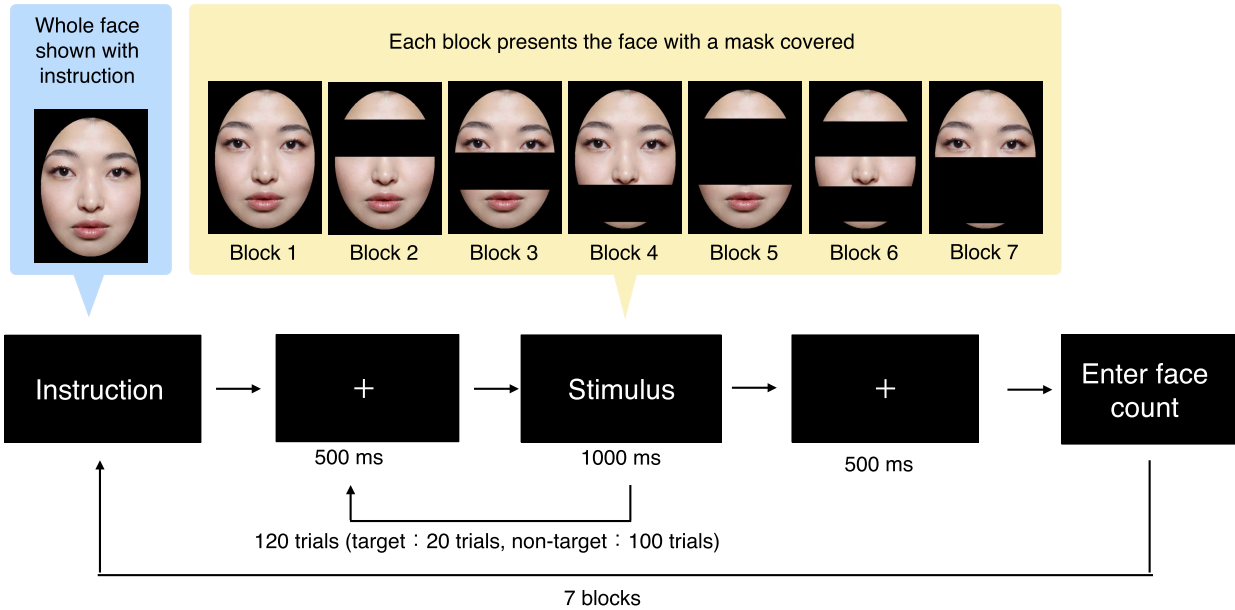 Whole face
shown with
instruction
Each block presents the face with a mask covered
Block 1
Block 2
Block 3
Block 4
Block 5
Block 6
Block 7
Instruction
+
Stimulus
+
Enter face
count
500 ms
1000 ms
500 ms
120 trials (target：20 trials, non-target：100 trials)
7 blocks